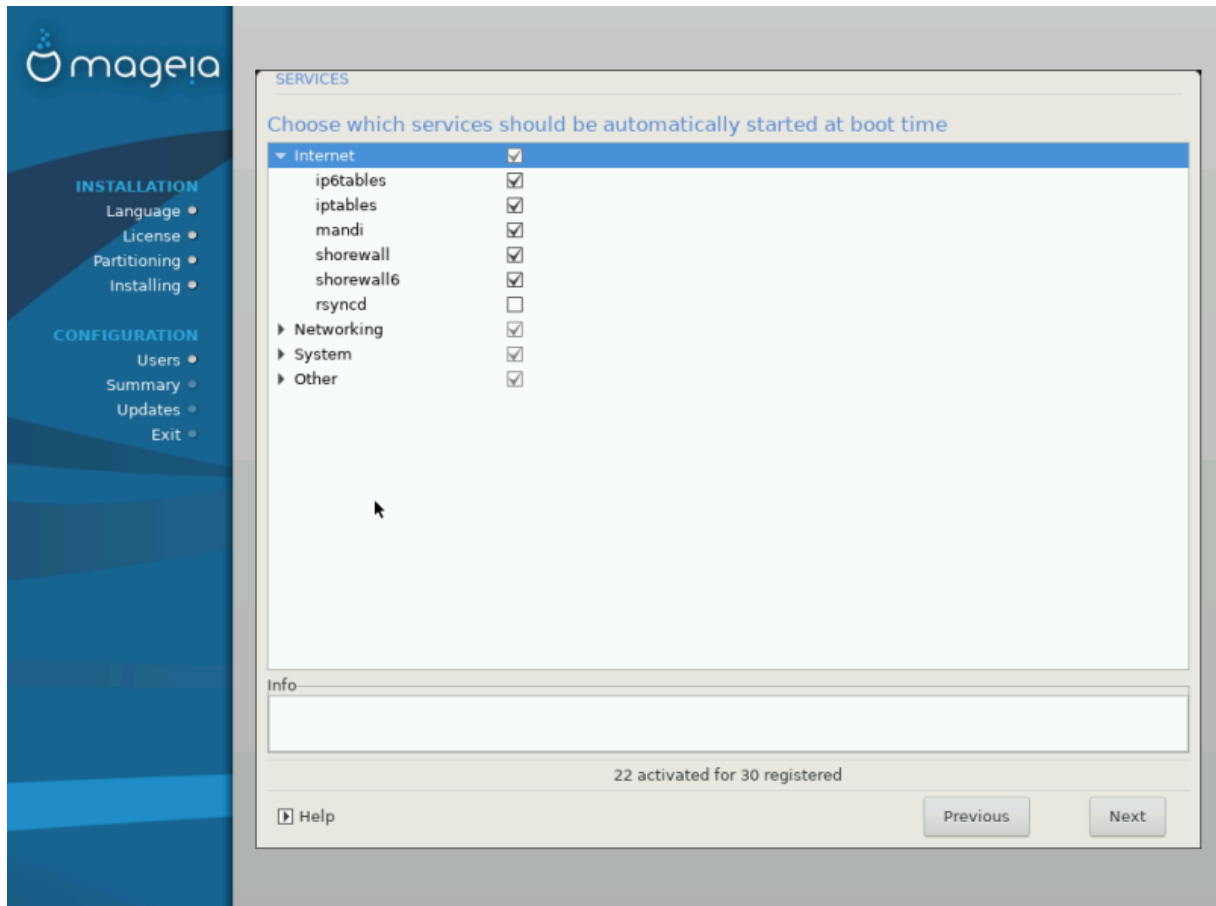 mageia
INSTALLATION
Language
License
Partitioning
Installing
CONFIGURATION
Users
Summary
Updates
Exit
SERVICES
Choose which services should be automatically started at boot time
Internet
ip6tables
iptables
mandi
shorewall
shorewall6
rsyncd
Networking
System
Other
Info
22 activated for 30 registered
Help
Previous
Next